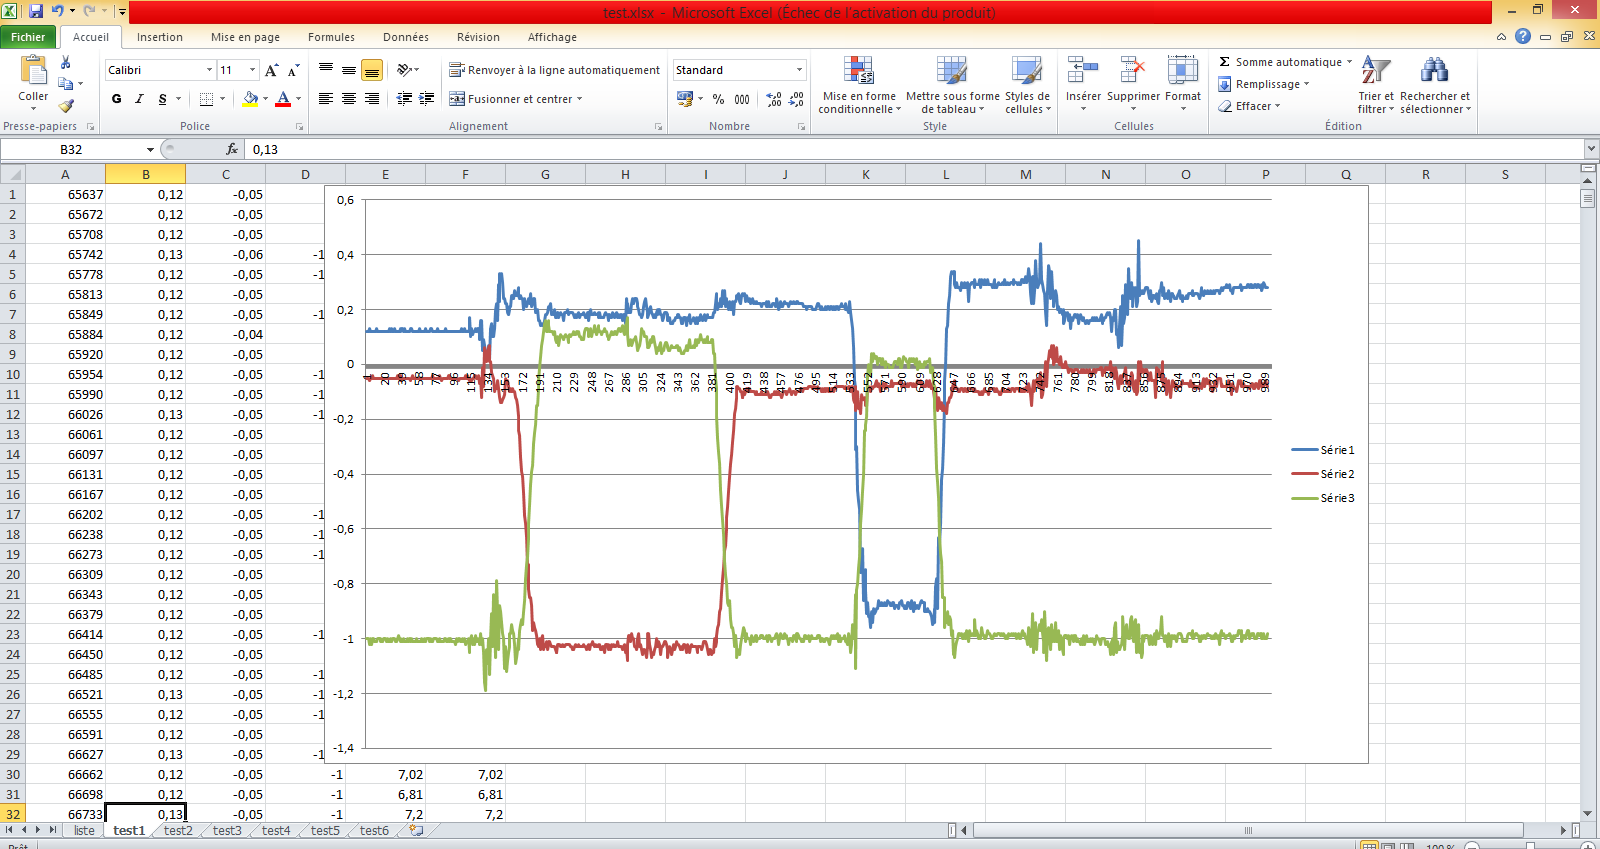 test.xlsx - Microsoft Excel (Échec de l'activation du produit)
Fichier Accueil Insertion Mise en page Formules Données Révision Affichage
Coller
Presse-papiers
Calibri 11
G I S
Police
Renvoyer à la ligne automatiquement
Fusionner et centrer
Alignement
Standard
% 000
Nombre
Mise en forme conditionnelle
Mettre sous forme de tableau
Styles de cellules
Style
Insérer Supprimer Format
Cellules
Σ Somme automatique
Remplissage
Effacer
Trier et filtrer
Rechercher et sélectionner
Édition
B32 fx 0,13
A B C D E F G H I J K L M N O P Q R S
1 65637 0,12 -0,05
2 65672 0,12 -0,05
3 65708 0,12 -0,05
4 65742 0,13 -0,06 -1
5 65778 0,12 -0,05 -1
6 65813 0,12 -0,05
7 65849 0,12 -0,05 -1
8 65884 0,12 -0,04
9 65920 0,12 -0,05
10 65954 0,12 -0,05 -1
11 65990 0,12 -0,05 -1
12 66026 0,13 -0,05 -1
13 66061 0,12 -0,05
14 66097 0,12 -0,05
15 66131 0,12 -0,05
16 66167 0,12 -0,05
17 66202 0,12 -0,05 -1
18 66238 0,12 -0,05 -1
19 66273 0,12 -0,05 -1
20 66309 0,12 -0,05
21 66343 0,12 -0,05
22 66379 0,12 -0,05
23 66414 0,12 -0,05 -1
24 66450 0,12 -0,05
25 66485 0,12 -0,05 -1
26 66521 0,13 -0,05 -1
27 66555 0,12 -0,05 -1
28 66591 0,12 -0,05
29 66627 0,13 -0,05 -1
30 66662 0,12 -0,05 -1 7,02 7,02
31 66698 0,12 -0,05 -1 6,81 6,81
32 66733 0,13 -0,05 -1 7,2 7,2
0,6
0,4
0,2
0
-0,2
-0,4
-0,6
-0,8
-1
-1,2
-1,4
1 20 39 58 77 96 115 134 153 172 191 210 229 248 267 286 305 324 343 362 381 400 419 438 457 476 495 514 533 552 571 590 609 628 647 666 685 704 723 742 761 780 799 818 837 856 875 894 913 932 951 970 989
Série1
Série2
Série3
liste test1 test2 test3 test4 test5 test6
Prêt 100 %